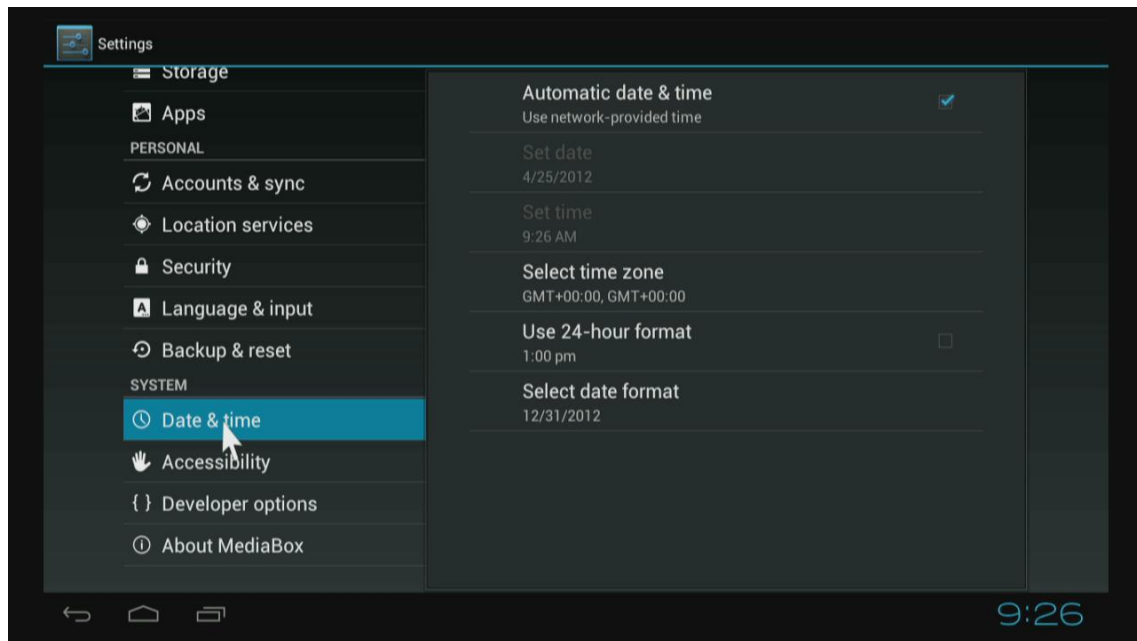 Settings
Storage
Apps
PERSONAL
Accounts & sync
Location services
Security
Language & input
Backup & reset
SYSTEM
Date & time
Accessibility
{ } Developer options
About MediaBox
Automatic date & time
Use network-provided time
Set date
4/25/2012
Set time
9:26 AM
Select time zone
GMT+00:00, GMT+00:00
Use 24-hour format
1:00 pm
Select date format
12/31/2012
9:26